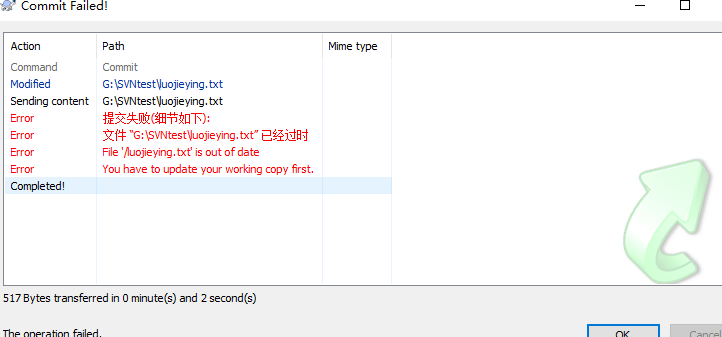 Commit Failed!
Action Path Mime type
Command Commit
Modified G:\SVNtest\luojieying.txt
Sending content G:\SVNtest\luojieying.txt
Error 提交失败(细节如下):
Error 文件 “G:\SVNtest\luojieying.txt” 已经过时
Error File '/luojieying.txt' is out of date
Error You have to update your working copy first.
Completed!
517 Bytes transferred in 0 minute(s) and 2 second(s)
The operation failed.
OK Cancel